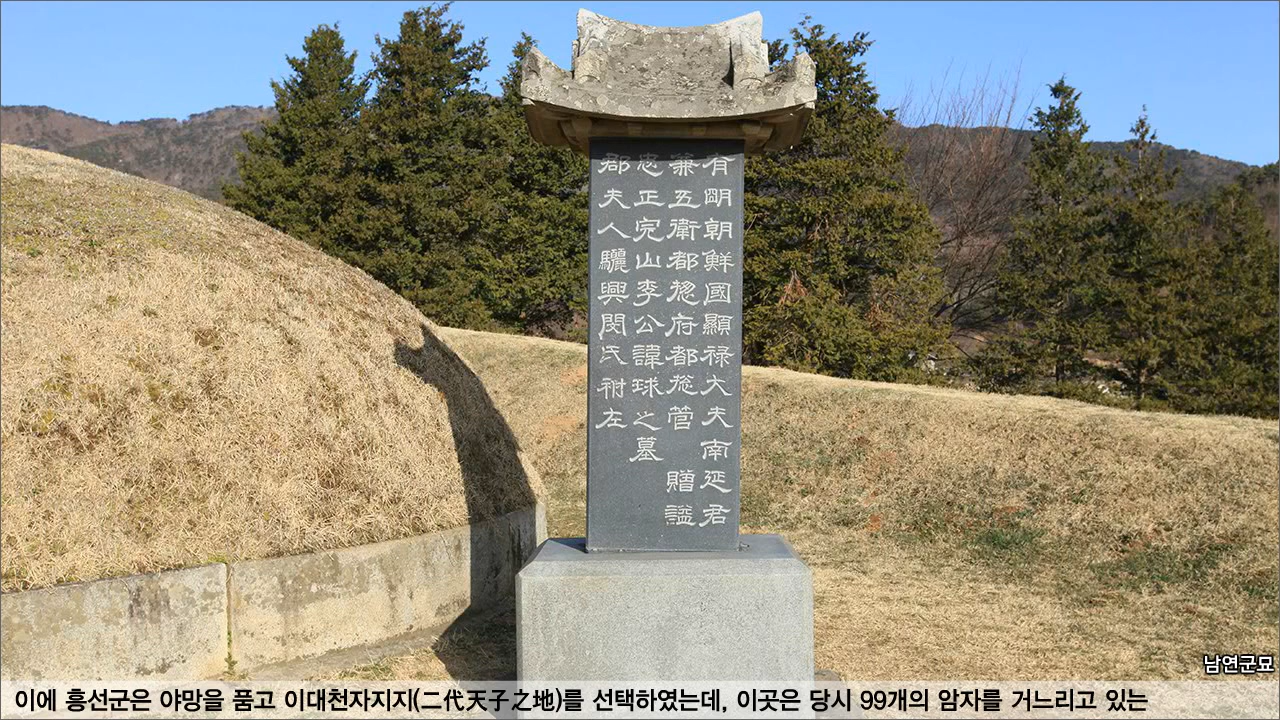 有明朝鮮國顯祿大夫南延君
兼五衛都摠府都摠管 贈謚
忠正完山李公諱球之墓
郡夫人驪興閔氏祔左
남연군묘
이에 흥선군은 야망을 품고 이대천자지지(二代天子之地)를 선택하였는데, 이곳은 당시 99개의 암자를 거느리고 있는